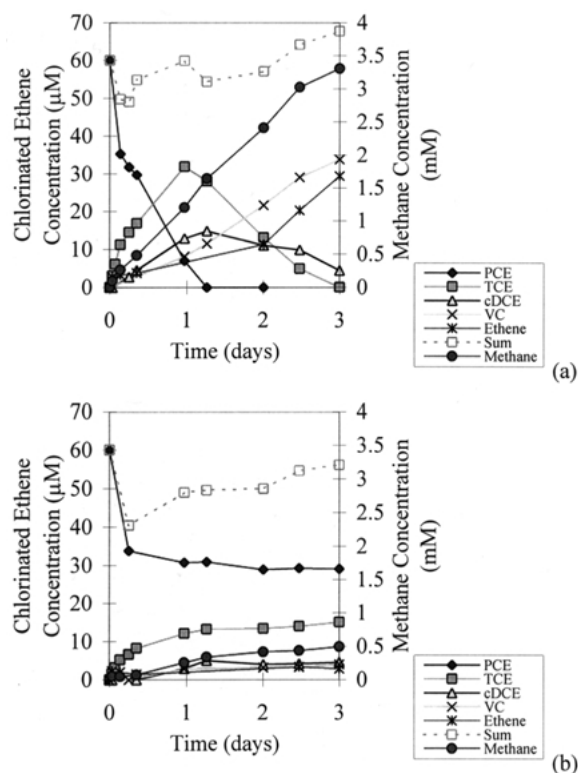 70
60
50
40
30
20
10
0
Chlorinated Ethene
Concentration (μM)
4
3.5
3
2.5
2
1.5
1
0.5
0
Methane Concentration
(mM)
0
1
2
3
Time (days)
PCE
TCE
cDCE
VC
Ethene
Sum
Methane
(a)
70
60
50
40
30
20
10
0
Chlorinated Ethene
Concentration (μM)
4
3.5
3
2.5
2
1.5
1
0.5
0
Methane Concentration
(mM)
0
1
2
3
Time (days)
PCE
TCE
cDCE
VC
Ethene
Sum
Methane
(b)